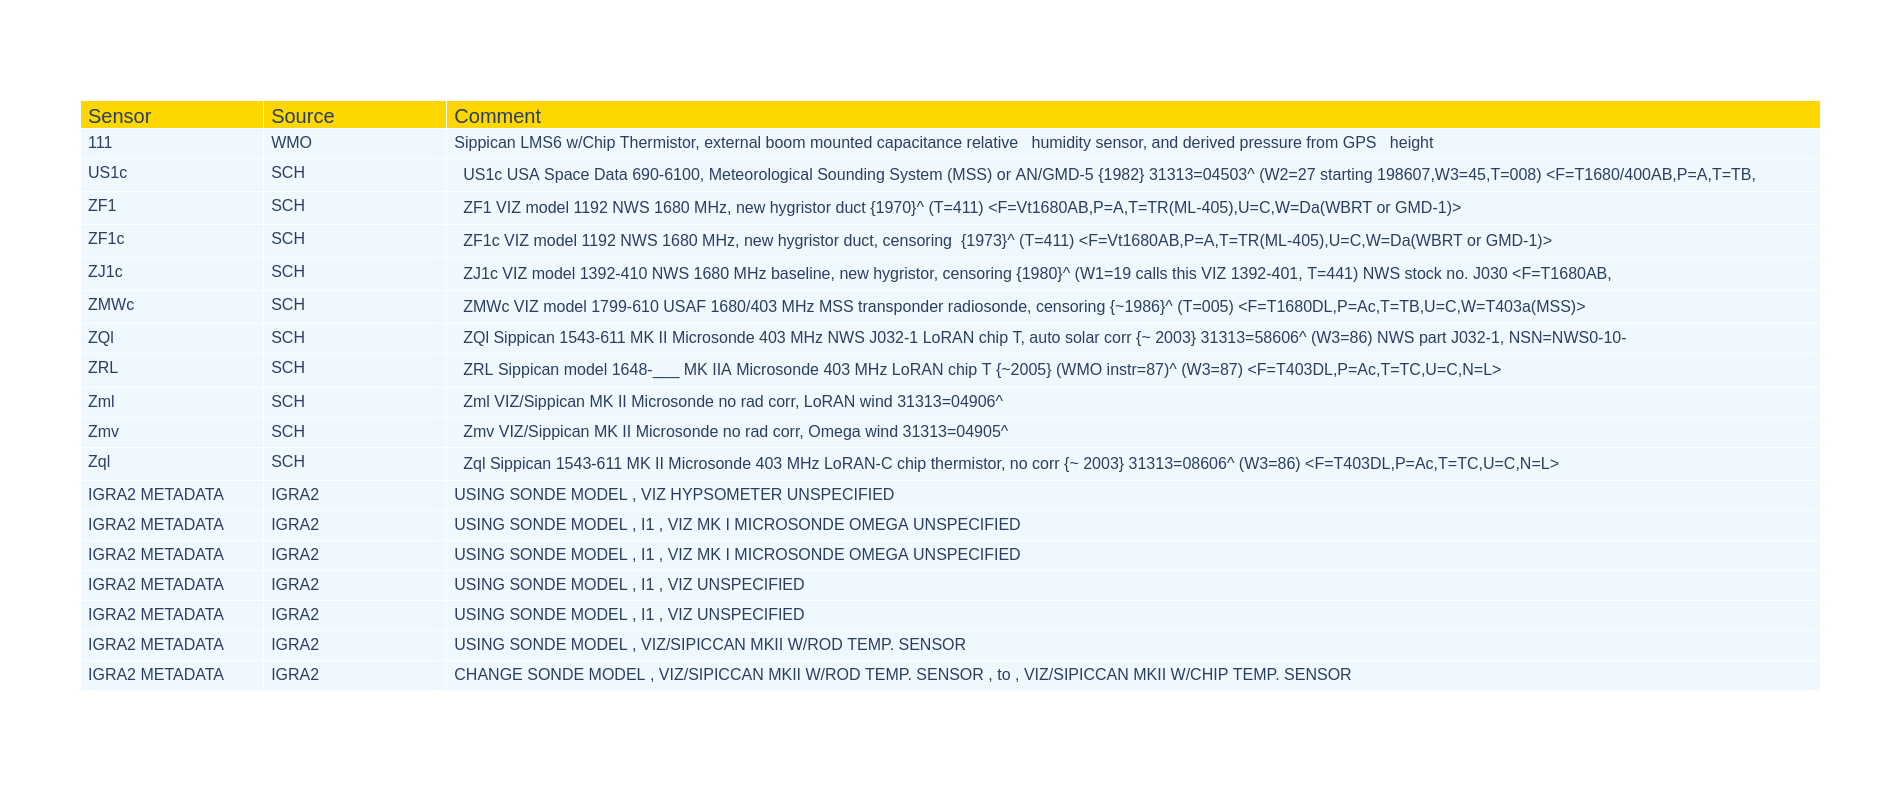 Sensor Source Comment
111 WMO Sippican LMS6 w/Chip Thermistor, external boom mounted capacitance relative   humidity sensor, and derived pressure from GPS   height
US1c SCH US1c USA Space Data 690-6100, Meteorological Sounding System (MSS) or AN/GMD-5 {1982} 31313=04503^ (W2=27 starting 198607,W3=45,T=008) <F=T1680/400AB,P=A,T=TB,
ZF1 SCH ZF1 VIZ model 1192 NWS 1680 MHz, new hygristor duct {1970}^ (T=411) <F=Vt1680AB,P=A,T=TR(ML-405),U=C,W=Da(WBRT or GMD-1)>
ZF1c SCH ZF1c VIZ model 1192 NWS 1680 MHz, new hygristor duct, censoring  {1973}^ (T=411) <F=Vt1680AB,P=A,T=TR(ML-405),U=C,W=Da(WBRT or GMD-1)>
ZJ1c SCH ZJ1c VIZ model 1392-410 NWS 1680 MHz baseline, new hygristor, censoring {1980}^ (W1=19 calls this VIZ 1392-401, T=441) NWS stock no. J030 <F=T1680AB,
ZMWc SCH ZMWc VIZ model 1799-610 USAF 1680/403 MHz MSS transponder radiosonde, censoring {~1986}^ (T=005) <F=T1680DL,P=Ac,T=TB,U=C,W=T403a(MSS)>
ZQl SCH ZQl Sippican 1543-611 MK II Microsonde 403 MHz NWS J032-1 LoRAN chip T, auto solar corr {~ 2003} 31313=58606^ (W3=86) NWS part J032-1, NSN=NWS0-10-
ZRL SCH ZRL Sippican model 1648-___ MK IIA Microsonde 403 MHz LoRAN chip T {~2005} (WMO instr=87)^ (W3=87) <F=T403DL,P=Ac,T=TC,U=C,N=L>
Zml SCH Zml VIZ/Sippican MK II Microsonde no rad corr, LoRAN wind 31313=04906^
Zmv SCH Zmv VIZ/Sippican MK II Microsonde no rad corr, Omega wind 31313=04905^
Zql SCH Zql Sippican 1543-611 MK II Microsonde 403 MHz LoRAN-C chip thermistor, no corr {~ 2003} 31313=08606^ (W3=86) <F=T403DL,P=Ac,T=TC,U=C,N=L>
IGRA2 METADATA IGRA2 USING SONDE MODEL , VIZ HYPSOMETER UNSPECIFIED
IGRA2 METADATA IGRA2 USING SONDE MODEL , I1 , VIZ MK I MICROSONDE OMEGA UNSPECIFIED
IGRA2 METADATA IGRA2 USING SONDE MODEL , I1 , VIZ MK I MICROSONDE OMEGA UNSPECIFIED
IGRA2 METADATA IGRA2 USING SONDE MODEL , I1 , VIZ UNSPECIFIED
IGRA2 METADATA IGRA2 USING SONDE MODEL , I1 , VIZ UNSPECIFIED
IGRA2 METADATA IGRA2 USING SONDE MODEL , VIZ/SIPICCAN MKII W/ROD TEMP. SENSOR
IGRA2 METADATA IGRA2 CHANGE SONDE MODEL , VIZ/SIPICCAN MKII W/ROD TEMP. SENSOR , to , VIZ/SIPICCAN MKII W/CHIP TEMP. SENSOR